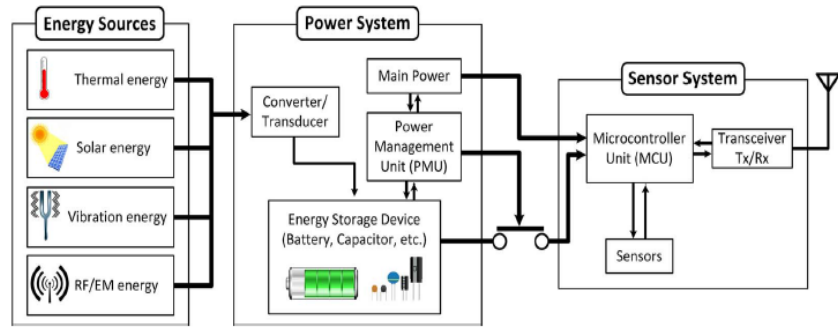 Energy Sources
Thermal energy
Solar energy
Vibration energy
RF/EM energy
Power System
Converter/
Transducer
Main Power
Power
Management
Unit (PMU)
Energy Storage Device
(Battery, Capacitor, etc.)
Sensor System
Microcontroller
Unit (MCU)
Transceiver
Tx/Rx
Sensors